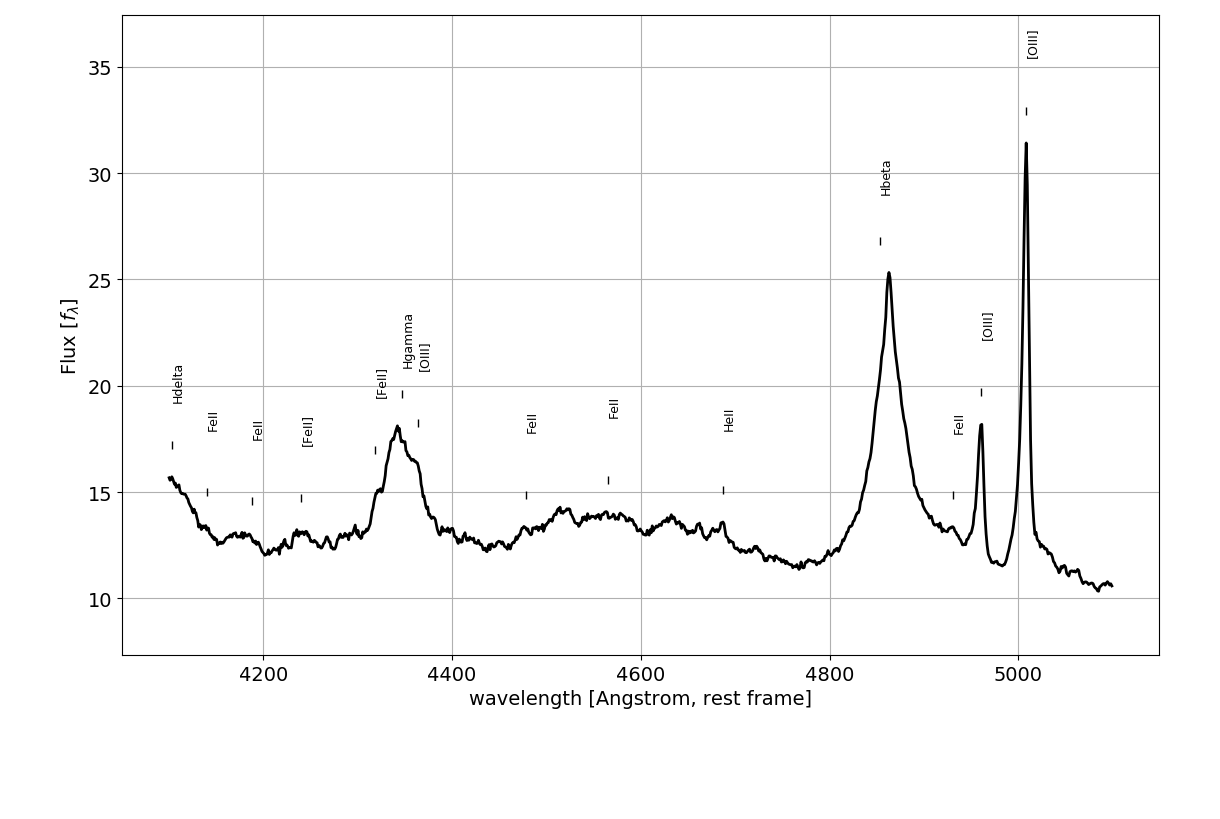 35
30
25
20
15
10
Flux [fλ]
[OIII]
Hbeta
[OIII]
Hgamma
[OIII]
[FeII]
Hdelta
FeII
FeII
[FeII]
FeII
FeII
HeII
FeII
4200
4400
4600
4800
5000
wavelength [Angstrom, rest frame]